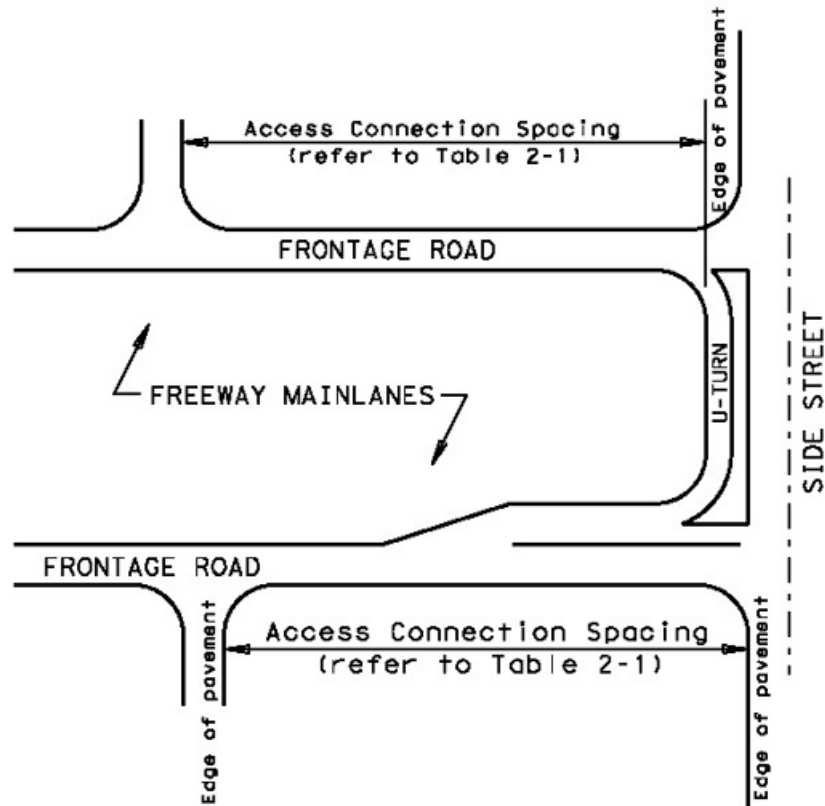 Edge of pavement
Access Connection Spacing
(refer to Table 2-1)
FRONTAGE ROAD
FREEWAY MAINLANES
U-TURN
SIDE STREET
FRONTAGE ROAD
Access Connection Spacing
(refer to Table 2-1)
Edge of pavement
Edge of pavement